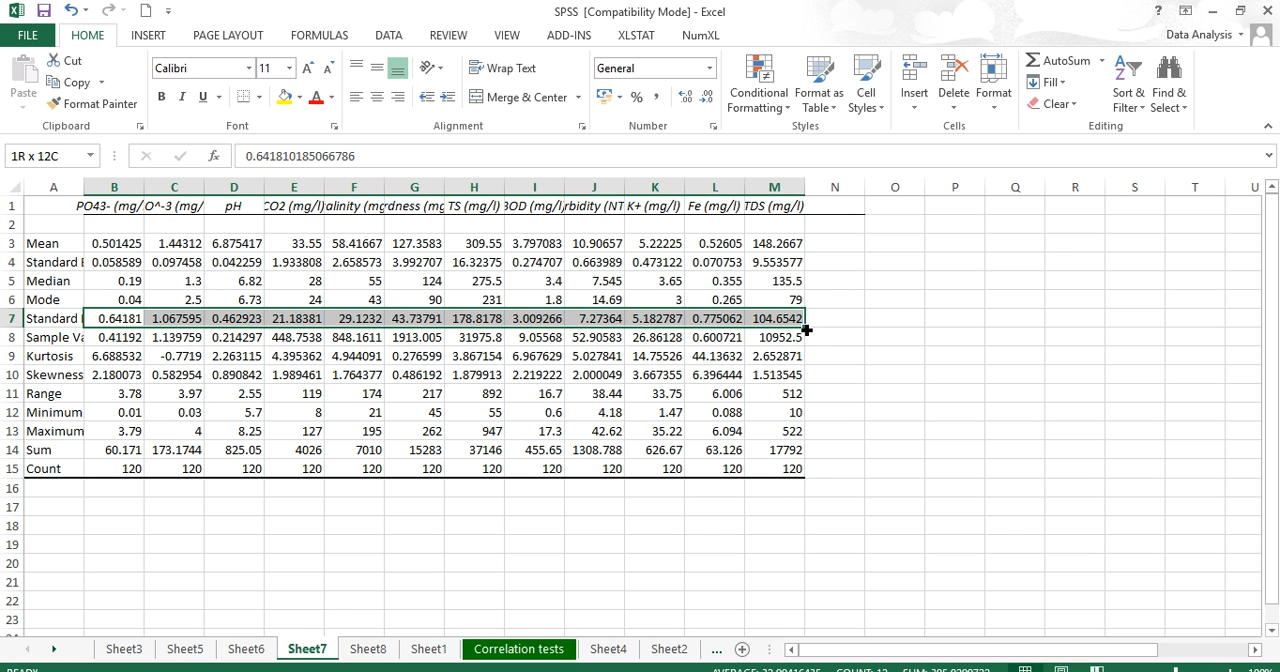 SPSS [Compatibility Mode] - Excel
FILE HOME INSERT PAGE LAYOUT FORMULAS DATA REVIEW VIEW ADD-INS XLSTAT NumXL Data Analysis
Cut
Copy
Format Painter
Paste
Calibri 11
B I U
Wrap Text
Merge & Center
General
Conditional Formatting
Format as Table
Cell Styles
Insert Delete Format
AutoSum
Fill
Clear
Sort & Filter
Find & Select
Clipboard Font Alignment Number Styles Cells Editing
1R x 12C fx 0.641810185066786
A B C D E F G H I J K L M N O P Q R S T U
1 PO43- (mg/ O^-3 (mg/ pH CO2 (mg/l) alinity (mg rdness (mg TS (mg/l) BOD (mg/l rbidity (NT K+ (mg/l) Fe (mg/l) TDS (mg/l)
2
3 Mean 0.501425 1.44312 6.875417 33.55 58.41667 127.3583 309.55 3.797083 10.90657 5.22225 0.52605 148.2667
4 Standard E 0.058589 0.097458 0.042259 1.933808 2.658573 3.992707 16.32375 0.274707 0.663989 0.473122 0.070753 9.553577
5 Median 0.19 1.3 6.82 28 55 124 275.5 3.4 7.545 3.65 0.355 135.5
6 Mode 0.04 2.5 6.73 24 43 90 231 1.8 14.69 3 0.265 79
7 Standard 0.64181 1.067595 0.462923 21.18381 29.1232 43.73791 178.8178 3.009266 7.27364 5.182787 0.775062 104.6542
8 Sample Va 0.41192 1.139759 0.214297 448.7538 848.1611 1913.005 31975.8 9.05568 52.90583 26.86128 0.600721 10952.5
9 Kurtosis 6.688532 -0.7719 2.263115 4.395362 4.944091 0.276599 3.867154 6.967629 5.027841 14.75526 44.13632 2.652871
10 Skewness 2.180073 0.582954 0.890842 1.989461 1.764377 0.486192 1.879913 2.219222 2.000049 3.667355 6.396444 1.513545
11 Range 3.78 3.97 2.55 119 174 217 892 16.7 38.44 33.75 6.006 512
12 Minimum 0.01 0.03 5.7 8 21 45 55 0.6 4.18 1.47 0.088 10
13 Maximum 3.79 4 8.25 127 195 262 947 17.3 42.62 35.22 6.094 522
14 Sum 60.171 173.1744 825.05 4026 7010 15283 37146 455.65 1308.788 626.67 63.126 17792
15 Count 120 120 120 120 120 120 120 120 120 120 120 120
16
17
18
19
20
21
22
23
Sheet3 Sheet5 Sheet6 Sheet7 Sheet8 Sheet1 Correlation tests Sheet4 Sheet2 ...